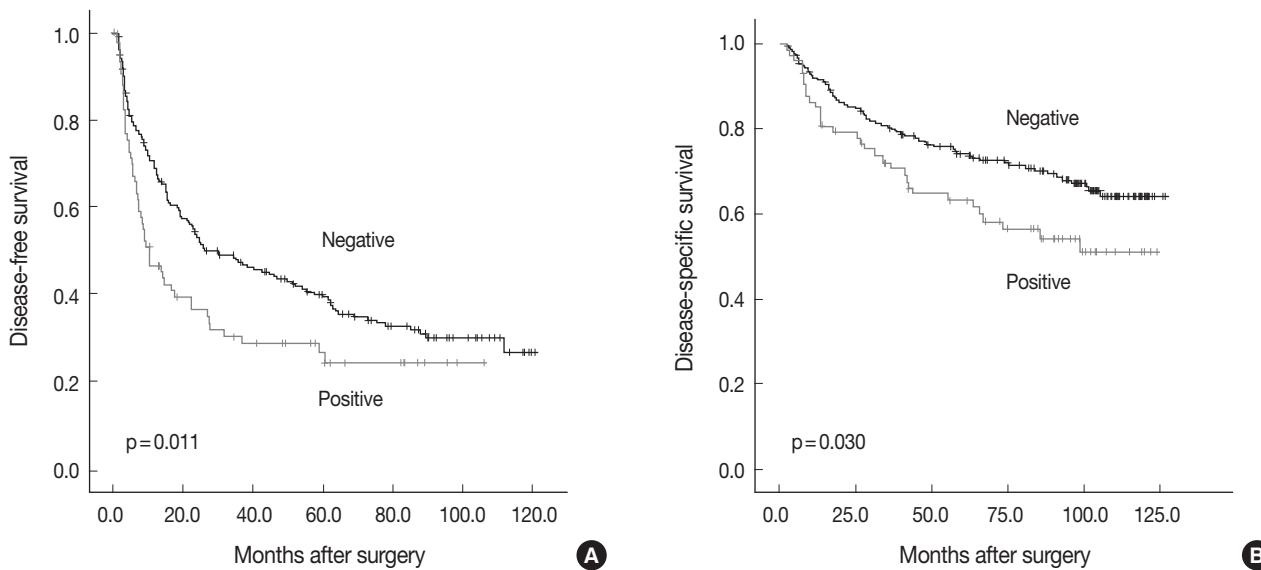 1.0
0.8
0.6
0.4
0.2
0.0
Disease-free survival
Negative
Positive
p=0.011
0.0 20.0 40.0 60.0 80.0 100.0 120.0
Months after surgery
A
1.0
0.8
0.6
0.4
0.2
0.0
Disease-specific survival
Negative
Positive
p=0.030
0.0 25.0 50.0 75.0 100.0 125.0
Months after surgery
B